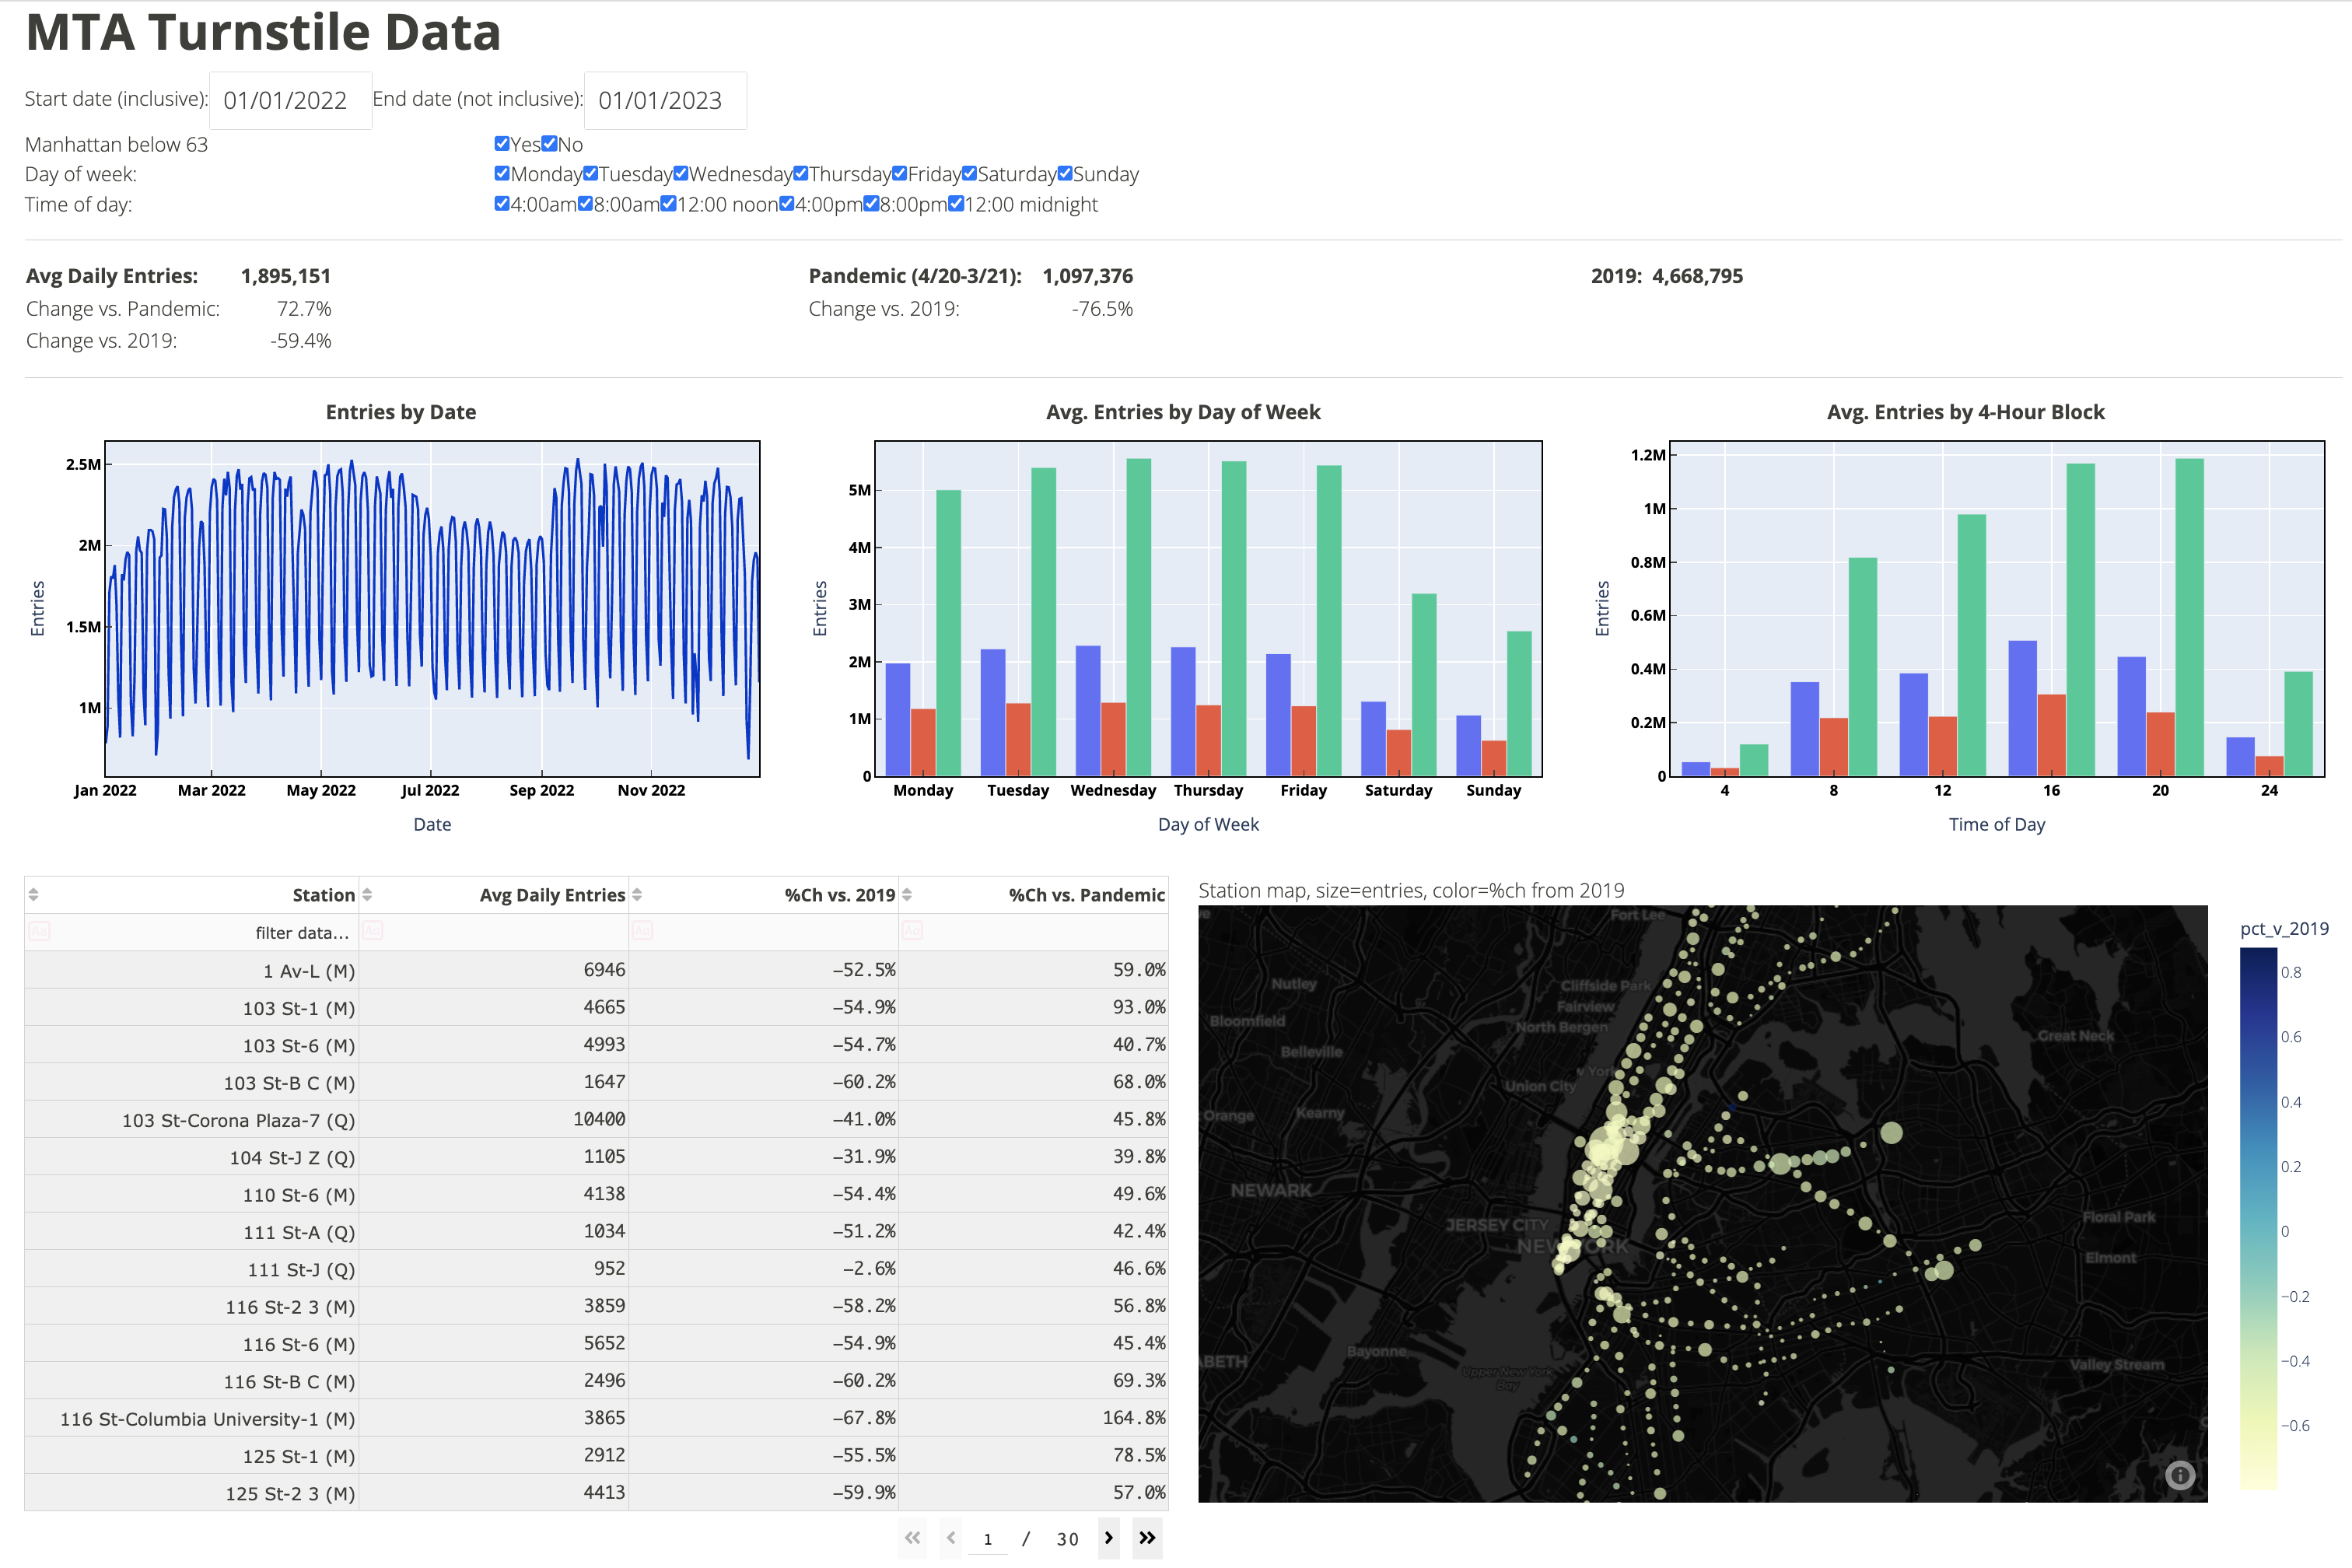 MTA Turnstile Data
Start date (inclusive): 01/01/2022 End date (not inclusive): 01/01/2023
Manhattan below 63 Yes No
Day of week: Monday Tuesday Wednesday Thursday Friday Saturday Sunday
Time of day: 4:00am 8:00am 12:00 noon 4:00pm 8:00pm 12:00 midnight
Avg Daily Entries: 1,895,151 Pandemic (4/20-3/21): 1,097,376 2019: 4,668,795
Change vs. Pandemic: 72.7% Change vs. 2019: -76.5%
Change vs. 2019: -59.4%
Entries by Date
2.5M
2M
1.5M
1M
Entries
Jan 2022 Mar 2022 May 2022 Jul 2022 Sep 2022 Nov 2022
Date
Avg. Entries by Day of Week
5M
4M
3M
2M
1M
0
Entries
Monday Tuesday Wednesday Thursday Friday Saturday Sunday
Day of Week
Avg. Entries by 4-Hour Block
1.2M
1M
0.8M
0.6M
0.4M
0.2M
0
Entries
4 8 12 16 20 24
Time of Day
Station Avg Daily Entries %Ch vs. 2019 %Ch vs. Pandemic
Aa filter data... Aa Aa Aa
1 Av-L (M) 6946 −52.5% 59.0%
103 St-1 (M) 4665 −54.9% 93.0%
103 St-6 (M) 4993 −54.7% 40.7%
103 St-B C (M) 1647 −60.2% 68.0%
103 St-Corona Plaza-7 (Q) 10400 −41.0% 45.8%
104 St-J Z (Q) 1105 −31.9% 39.8%
110 St-6 (M) 4138 −54.4% 49.6%
111 St-A (Q) 1034 −51.2% 42.4%
111 St-J (Q) 952 −2.6% 46.6%
116 St-2 3 (M) 3859 −58.2% 56.8%
116 St-6 (M) 5652 −54.9% 45.4%
116 St-B C (M) 2496 −60.2% 69.3%
116 St-Columbia University-1 (M) 3865 −67.8% 164.8%
125 St-1 (M) 2912 −55.5% 78.5%
125 St-2 3 (M) 4413 −59.9% 57.0%
1 / 30
Station map, size=entries, color=%ch from 2019
Fort Lee
Nutley
Cliffside Park
Fairview
Bloomfield
North Bergen
Great Neck
Belleville
Union City
Orange
Kearny
NEWARK
JERSEY CITY
Floral Park
NEW YORK
Elmont
Bayonne
Valley Stream
Upper New York
Bay
pct_v_2019
0.8
0.6
0.4
0.2
0
−0.2
−0.4
−0.6